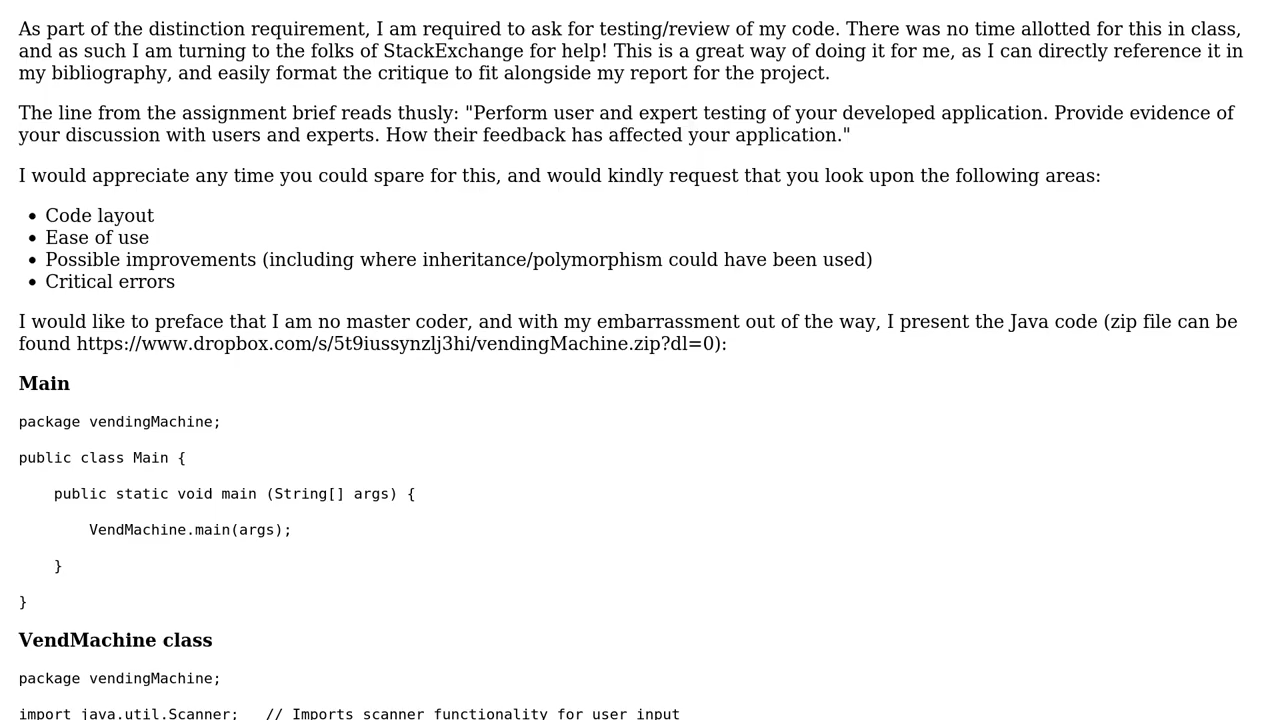 As part of the distinction requirement, I am required to ask for testing/review of my code. There was no time allotted for this in class,
and as such I am turning to the folks of StackExchange for help! This is a great way of doing it for me, as I can directly reference it in
my bibliography, and easily format the critique to fit alongside my report for the project.
The line from the assignment brief reads thusly: "Perform user and expert testing of your developed application. Provide evidence of
your discussion with users and experts. How their feedback has affected your application."
I would appreciate any time you could spare for this, and would kindly request that you look upon the following areas:
• Code layout
• Ease of use
• Possible improvements (including where inheritance/polymorphism could have been used)
• Critical errors
I would like to preface that I am no master coder, and with my embarrassment out of the way, I present the Java code (zip file can be
found https://www.dropbox.com/s/5t9iussynzlj3hi/vendingMachine.zip?dl=0):
Main
package vendingMachine;
public class Main {
    public static void main (String[] args) {
        VendMachine.main(args);
    }
}
VendMachine class
package vendingMachine;
import java.util.Scanner;   // Imports scanner functionality for user input